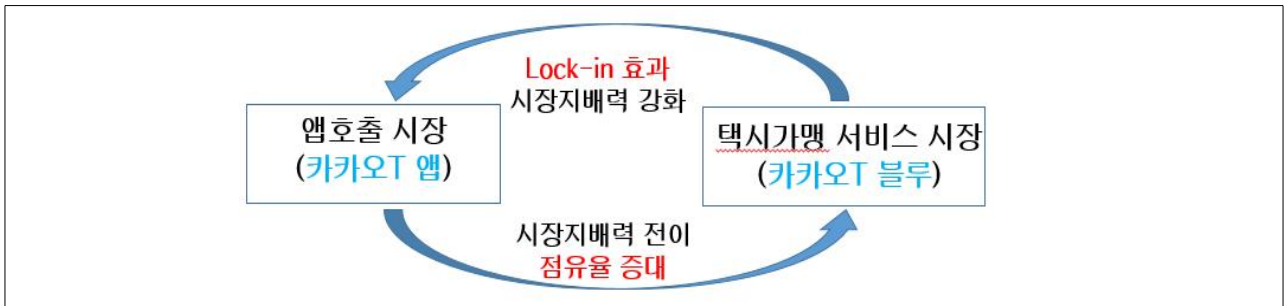 Lock-in 효과
시장지배력 강화
앱호출 시장
(카카오T 앱)
택시가맹 서비스 시장
(카카오T 블루)
시장지배력 전이
점유율 증대